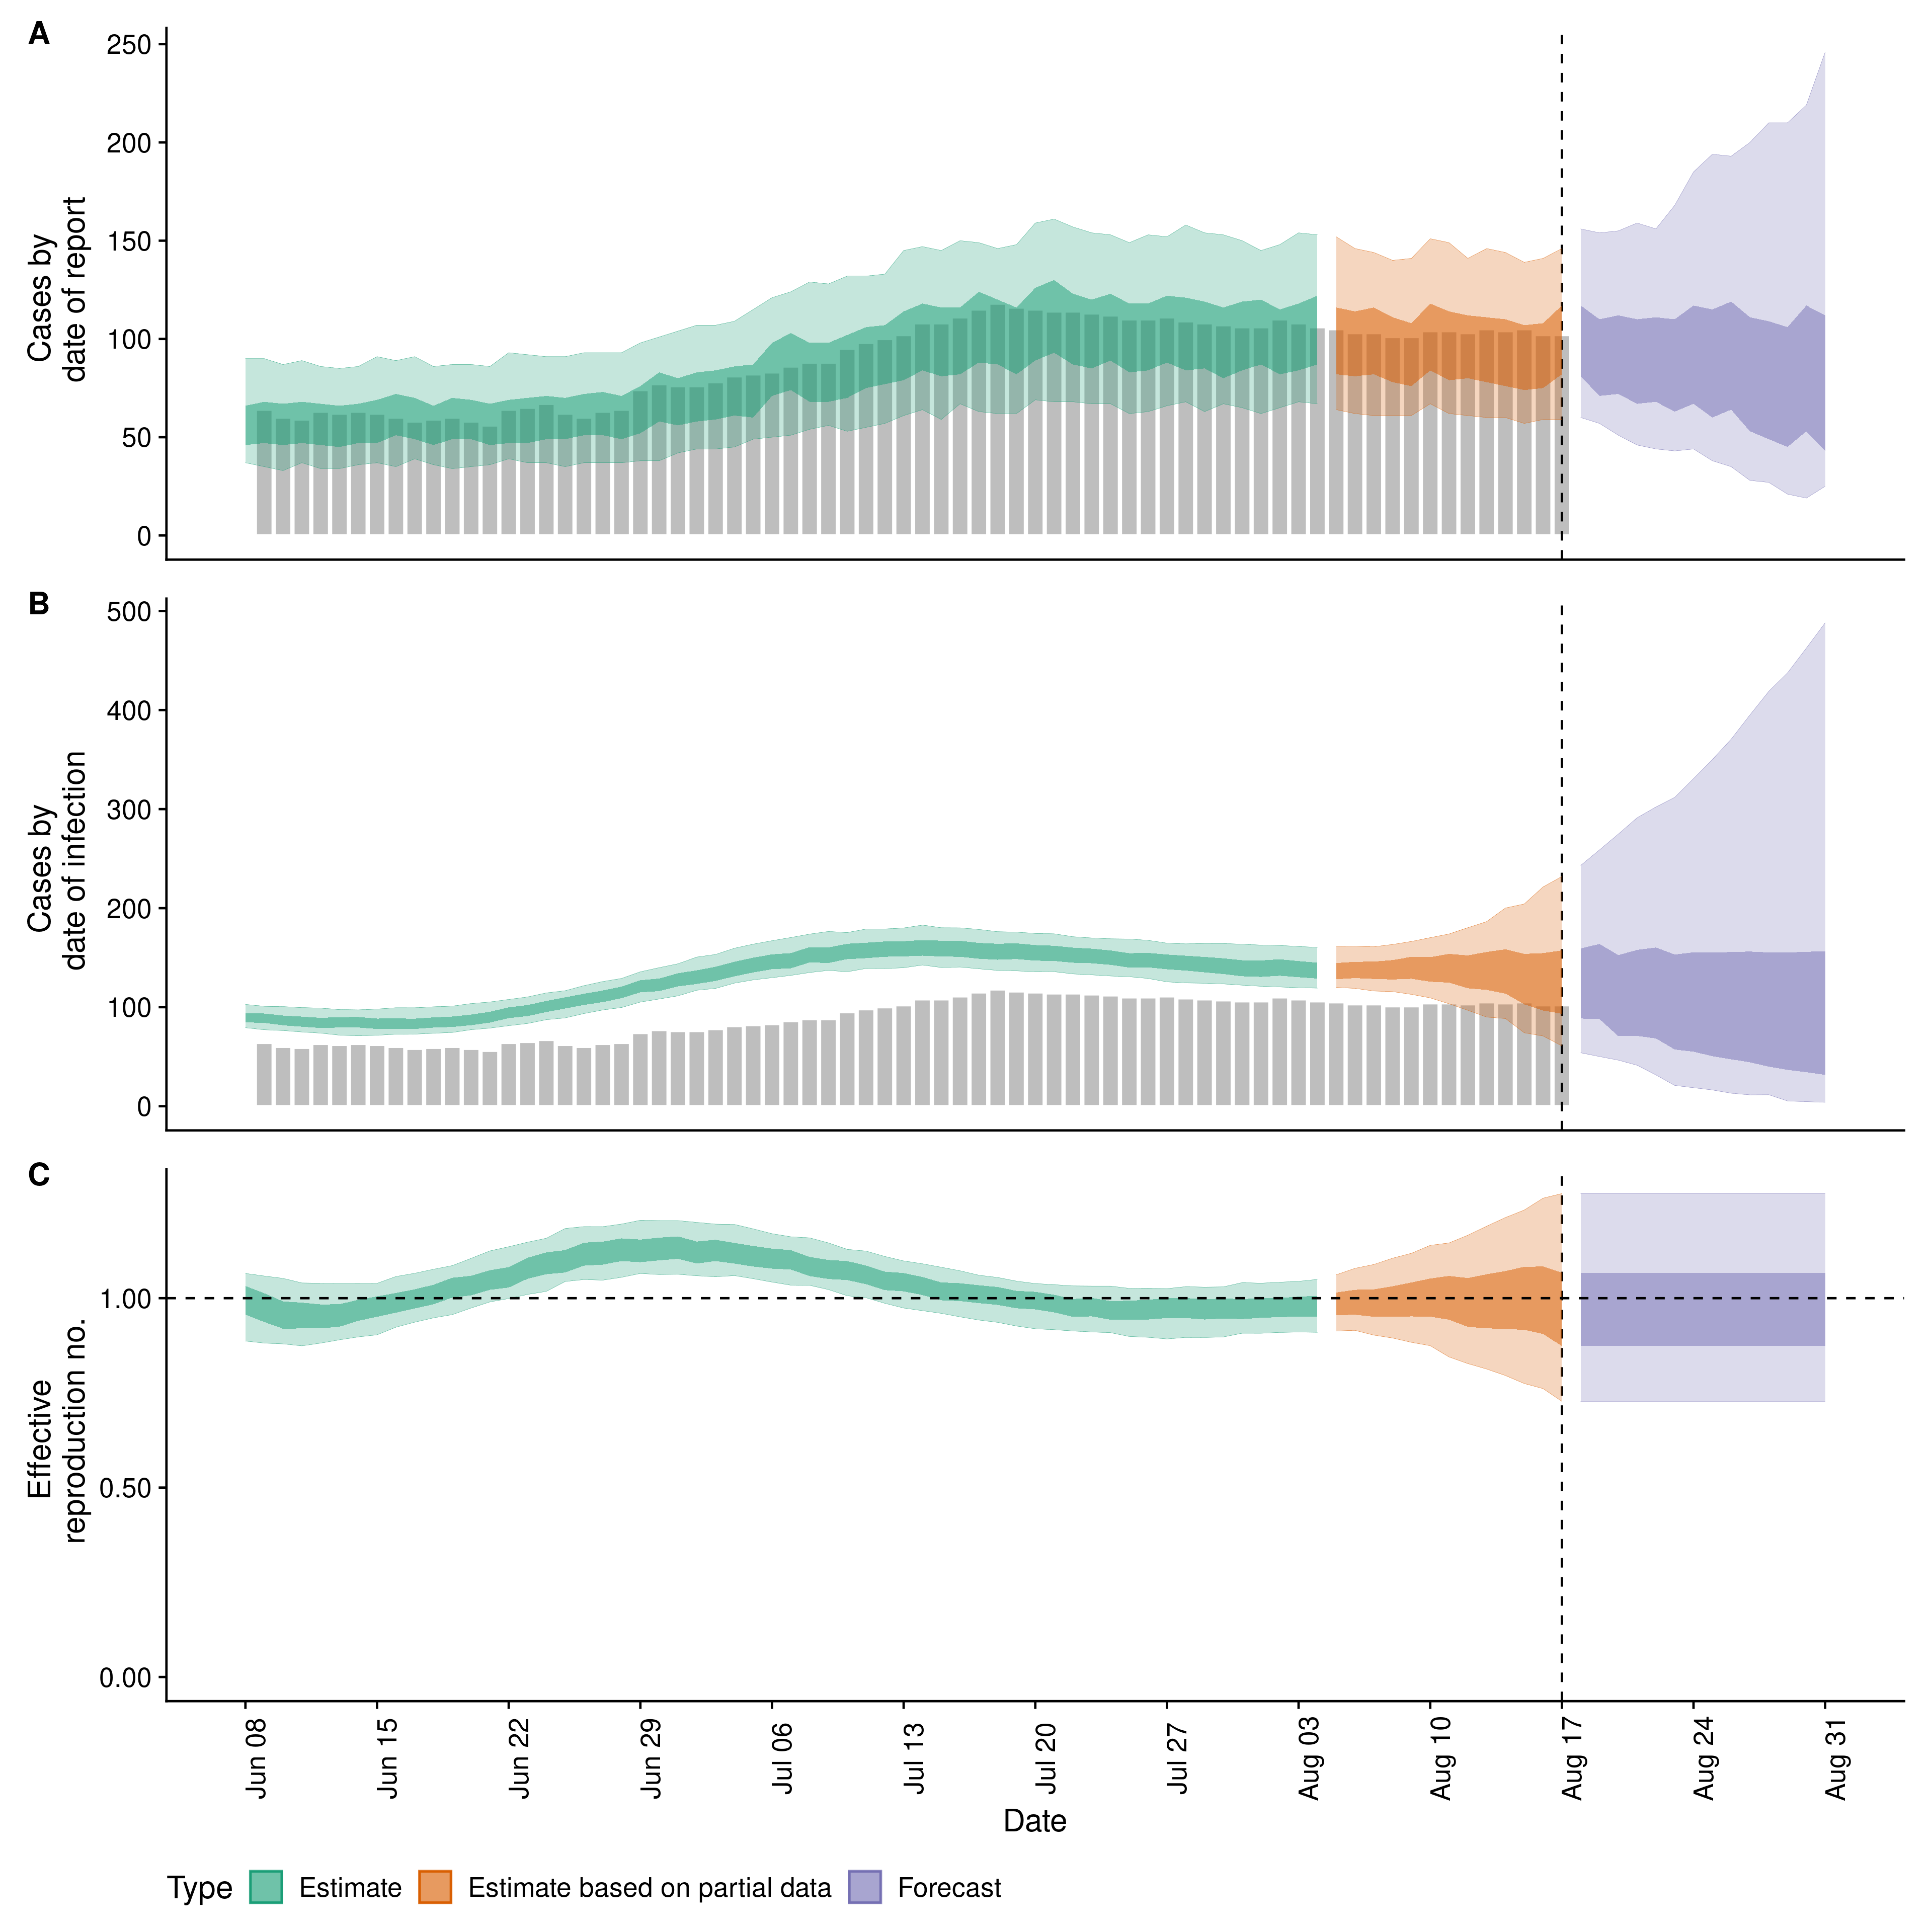 A
Cases by
date of report
250
200
150
100
50
0
B
Cases by
date of infection
500
400
300
200
100
0
C
Effective
reproduction no.
1.00
0.50
0.00
Jun 08
Jun 15
Jun 22
Jun 29
Jul 06
Jul 13
Jul 20
Jul 27
Aug 03
Aug 10
Aug 17
Aug 24
Aug 31
Date
Type Estimate Estimate based on partial data Forecast